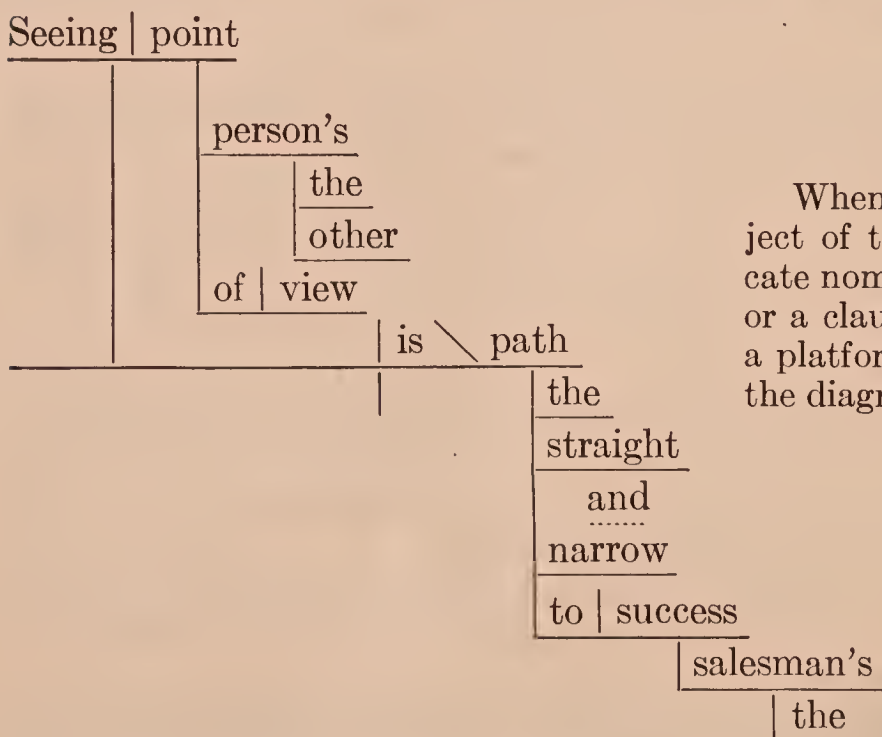 Seeing | point
person's
the
other
of | view
is \ path
the
straight
and
narrow
to | success
salesman's
the
When
ject of t
cate nom
or a clau
a platfor
the diagr